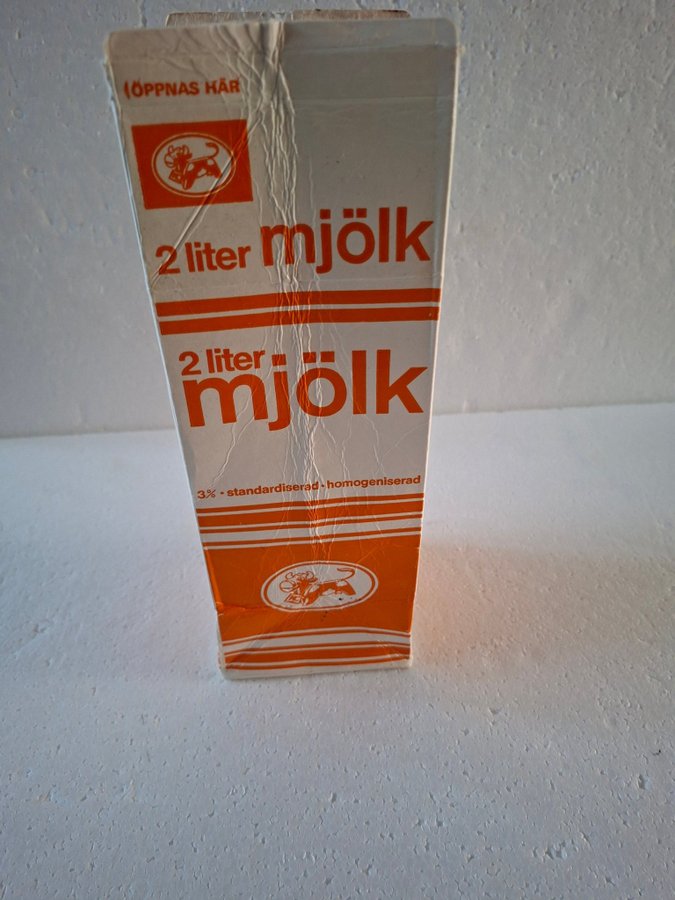 (ÖPPNAS HÄR
2 liter mjölk
2 liter
mjölk
3% · standardiserad · homogeniserad